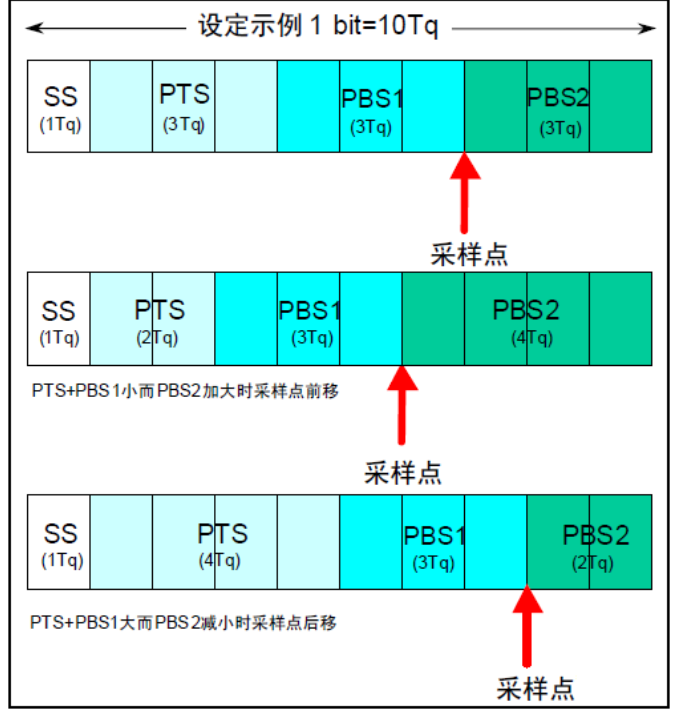 设定示例 1 bit=10Tq
SS PTS PBS1 PBS2
(1Tq) (3Tq) (3Tq) (3Tq)
采样点
SS PTS PBS1 PBS2
(1Tq) (2Tq) (3Tq) (4Tq)
PTS+PBS1小而PBS2加大时采样点前移
采样点
SS PTS PBS1 PBS2
(1Tq) (4Tq) (3Tq) (2Tq)
PTS+PBS1大而PBS2减小时采样点后移
采样点